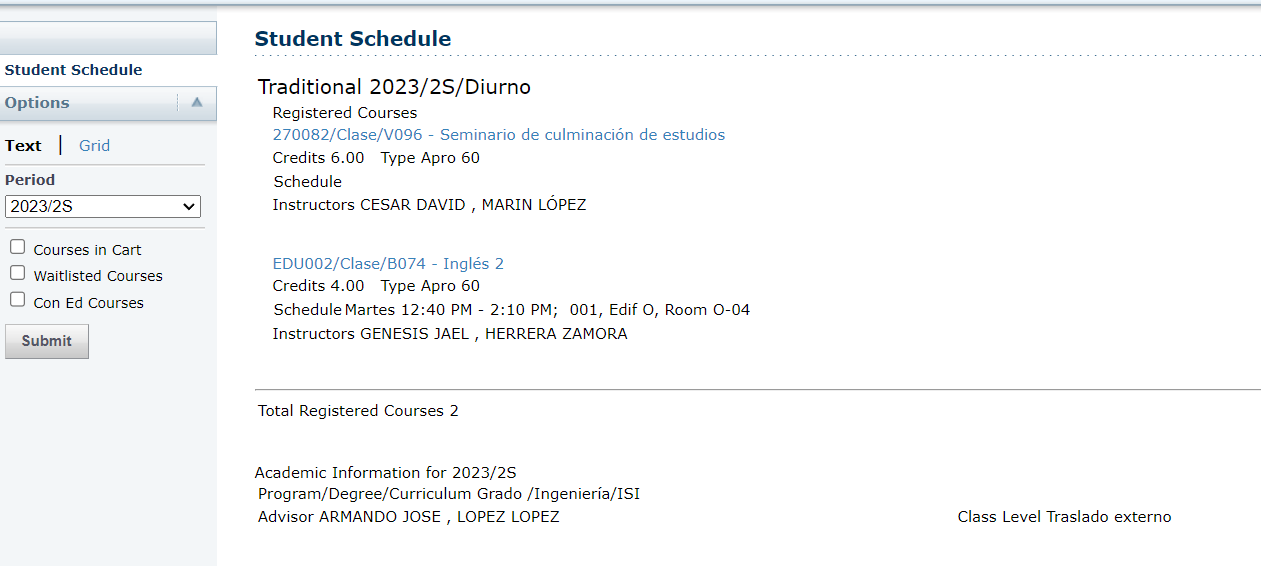 Student Schedule
Options
Text | Grid
Period
2023/2S
Courses in Cart
Waitlisted Courses
Con Ed Courses
Submit
Student Schedule
Traditional 2023/2S/Diurno
Registered Courses
270082/Clase/V096 - Seminario de culminación de estudios
Credits 6.00 Type Apro 60
Schedule
Instructors CESAR DAVID , MARIN LÓPEZ
EDU002/Clase/B074 - Inglés 2
Credits 4.00 Type Apro 60
Schedule Martes 12:40 PM - 2:10 PM; 001, Edif O, Room O-04
Instructors GENESIS JAEL , HERRERA ZAMORA
Total Registered Courses 2
Academic Information for 2023/2S
Program/Degree/Curriculum Grado /Ingeniería/ISI
Advisor ARMANDO JOSE , LOPEZ LOPEZ Class Level Traslado externo